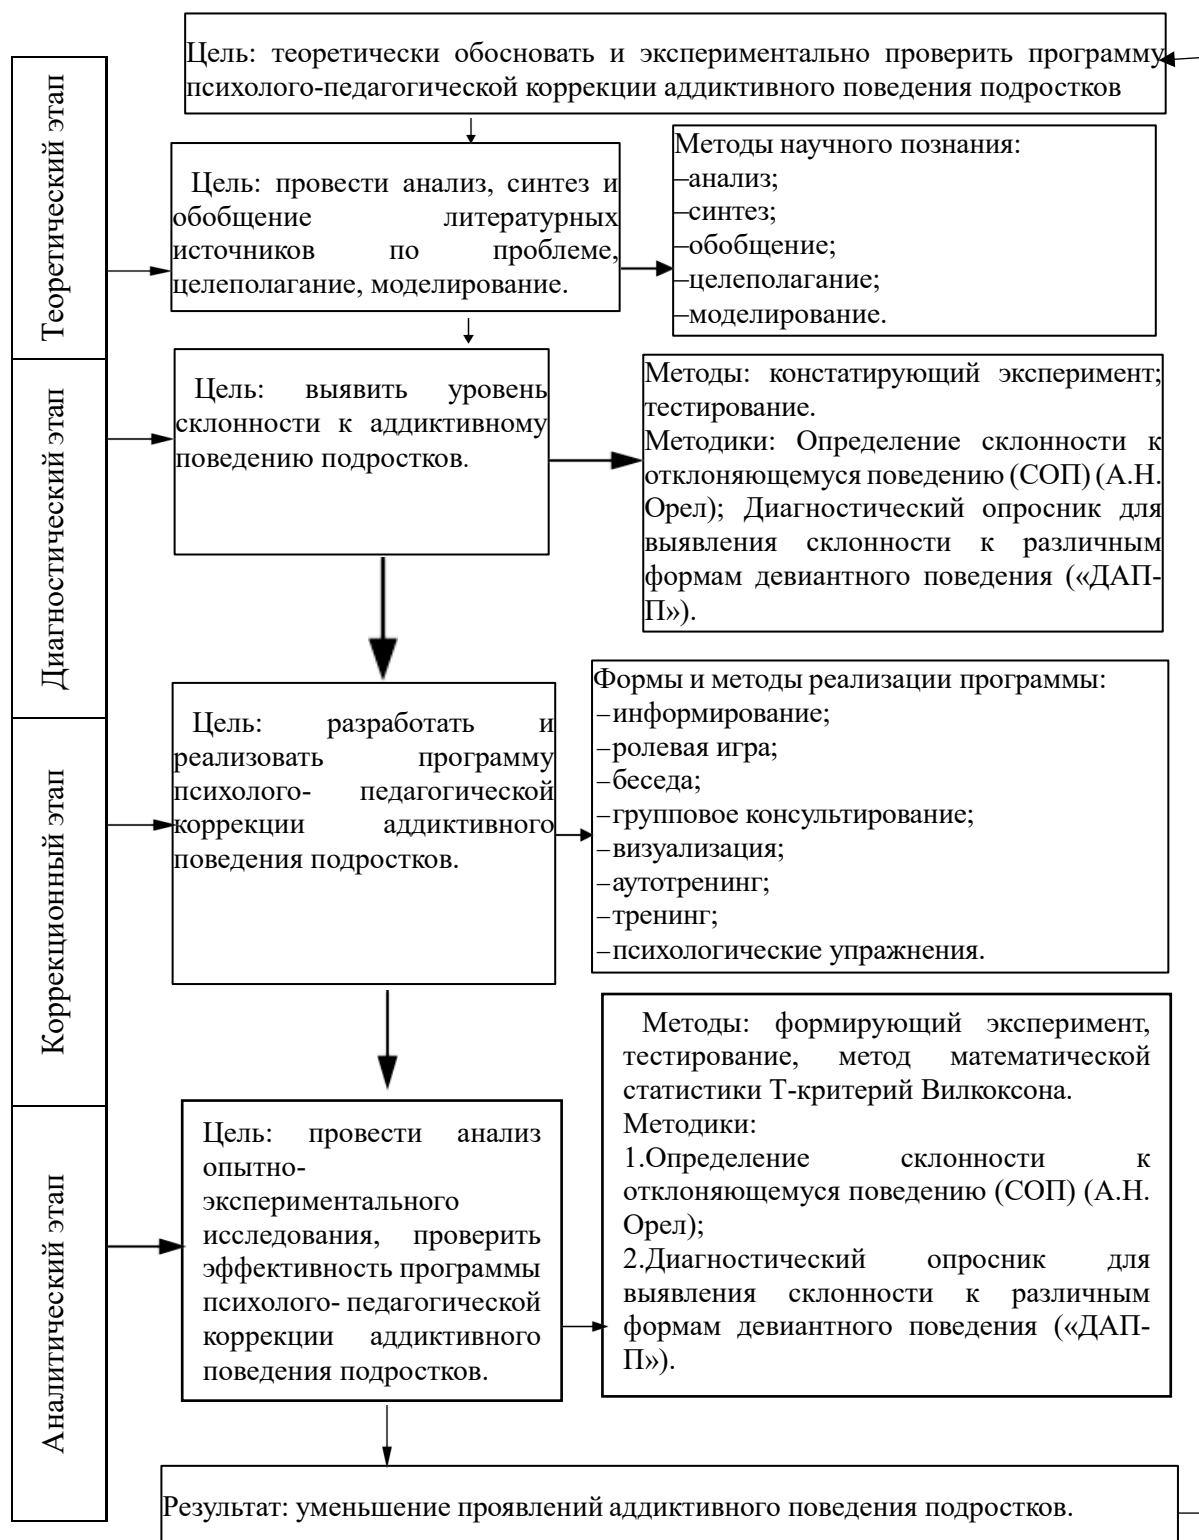 Цель: теоретически обосновать и экспериментально проверить программу
психолого-педагогической коррекции аддиктивного поведения подростков
Теоретический этап
Цель: провести анализ, синтез и
обобщение литературных
источников по проблеме,
целеполагание, моделирование.
Методы научного познания:
–анализ;
–синтез;
–обобщение;
–целеполагание;
–моделирование.
Диагностический этап
Цель: выявить уровень
склонности к аддиктивному
поведению подростков.
Методы: констатирующий эксперимент;
тестирование.
Методики: Определение склонности к
отклоняющемуся поведению (СОП) (А.Н.
Орел); Диагностический опросник для
выявления склонности к различным
формам девиантного поведения («ДАП-
П»).
Коррекционный этап
Цель: разработать и
реализовать программу
психолого- педагогической
коррекции аддиктивного
поведения подростков.
Формы и методы реализации программы:
–информирование;
–ролевая игра;
–беседа;
–групповое консультирование;
–визуализация;
–аутотренинг;
–тренинг;
–психологические упражнения.
Аналитический этап
Цель: провести анализ
опытно-
экспериментального
исследования, проверить
эффективность программы
психолого- педагогической
коррекции аддиктивного
поведения подростков.
Методы: формирующий эксперимент,
тестирование, метод математической
статистики Т-критерий Вилкоксона.
Методики:
1.Определение склонности к
отклоняющемуся поведению (СОП) (А.Н.
Орел);
2.Диагностический опросник для
выявления склонности к различным
формам девиантного поведения («ДАП-
П»).
Результат: уменьшение проявлений аддиктивного поведения подростков.